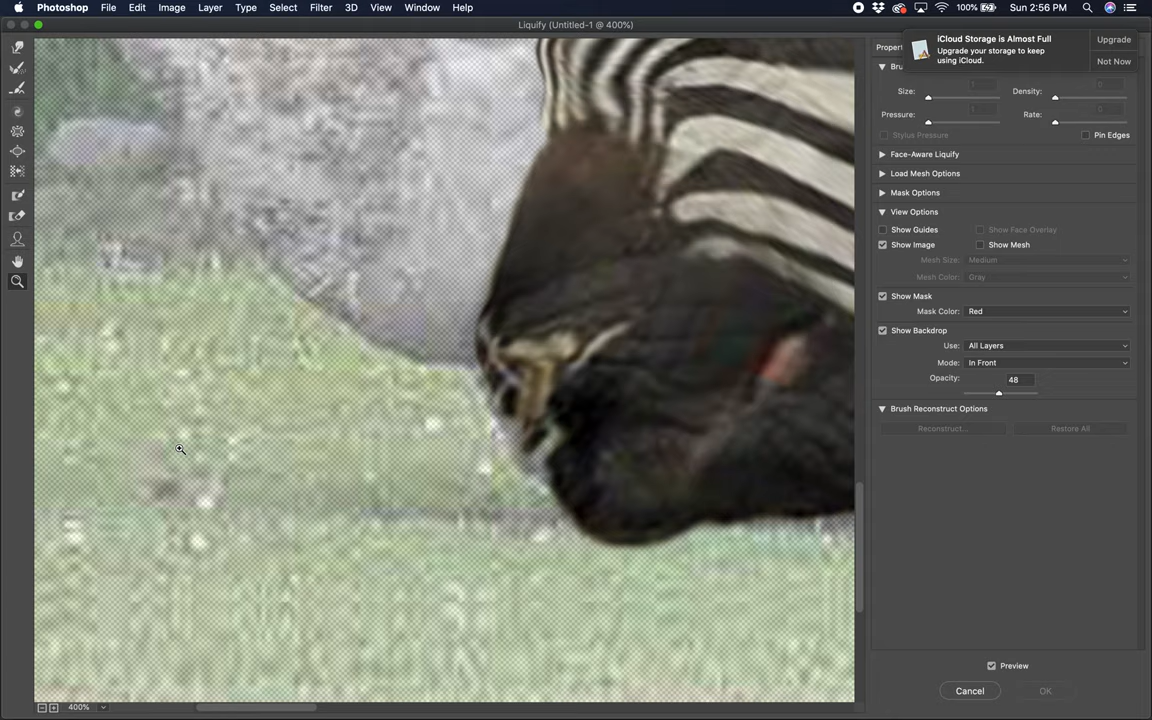 Photoshop File Edit Image Layer Type Select Filter 3D View Window Help 100% Sun 2:56 PM
Liquify (Untitled-1 @ 400%)
iCloud Storage is Almost Full
Upgrade your storage to keep
using iCloud.
Upgrade
Not Now
Size: 1 Density: 0
Pressure: Rate: 0
Stylus Pressure Pin Edges
Face-Aware Liquify
Load Mesh Options
Mask Options
View Options
Show Guides Show Face Overlay
Show Image Show Mesh
Mesh Size: Medium
Mesh Color: Gray
Show Mask
Mask Color: Red
Show Backdrop
Use: All Layers
Mode: In Front
Opacity: 48
Brush Reconstruct Options
Reconstruct... Restore All
Preview
Cancel OK
400%